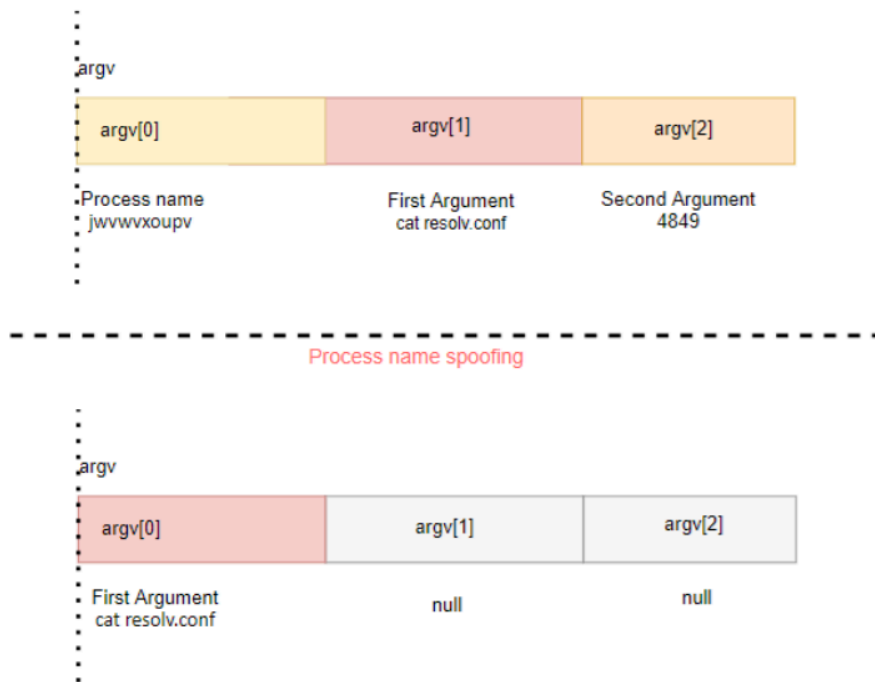 argv
argv[0]
argv[1]
argv[2]
Process name
jwvwvxoupv
First Argument
cat resolv.conf
Second Argument
4849
Process name spoofing
argv
argv[0]
argv[1]
argv[2]
First Argument
cat resolv.conf
null
null